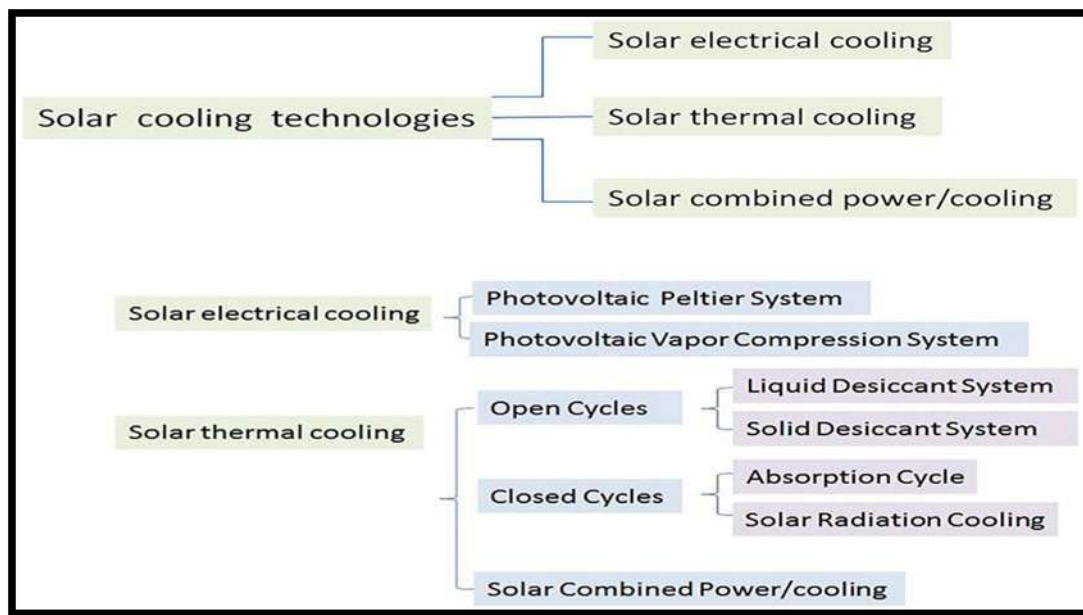 Solar electrical cooling
Solar cooling technologies
Solar thermal cooling
Solar combined power/cooling
Solar electrical cooling
Photovoltaic Peltier System
Photovoltaic Vapor Compression System
Solar thermal cooling
Open Cycles
Liquid Desiccant System
Solid Desiccant System
Closed Cycles
Absorption Cycle
Solar Radiation Cooling
Solar Combined Power/cooling